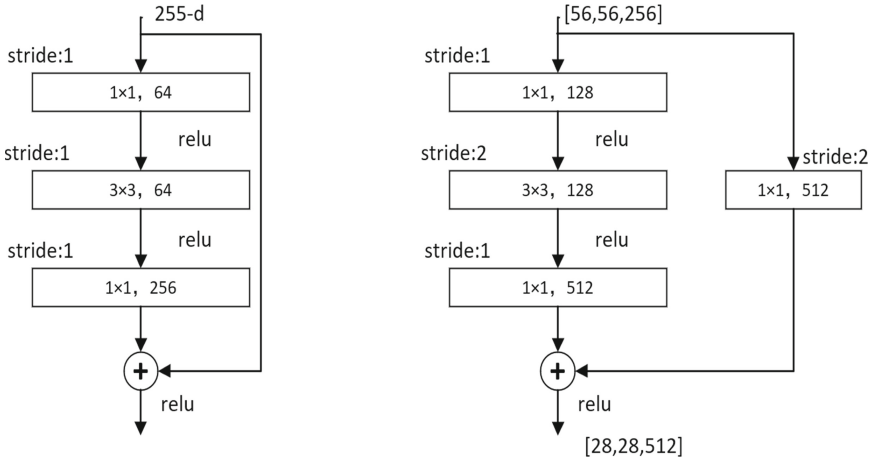 255-d
stride:1
1×1, 64
relu
stride:1
3×3, 64
relu
stride:1
1×1, 256
+
relu
[56,56,256]
stride:1
1×1, 128
relu
stride:2
3×3, 128
stride:2
1×1, 512
relu
stride:1
1×1, 512
+
relu
[28,28,512]